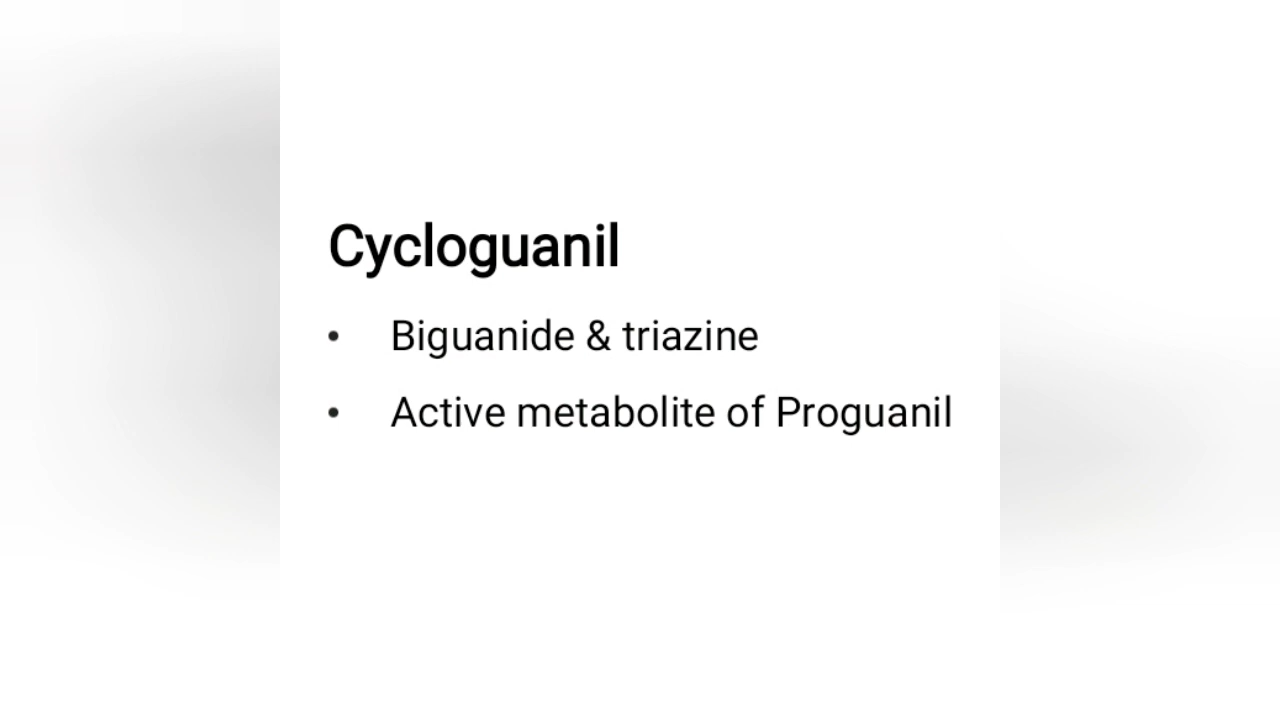 Cycloguanil
• Biguanide & triazine
• Active metabolite of Proguanil